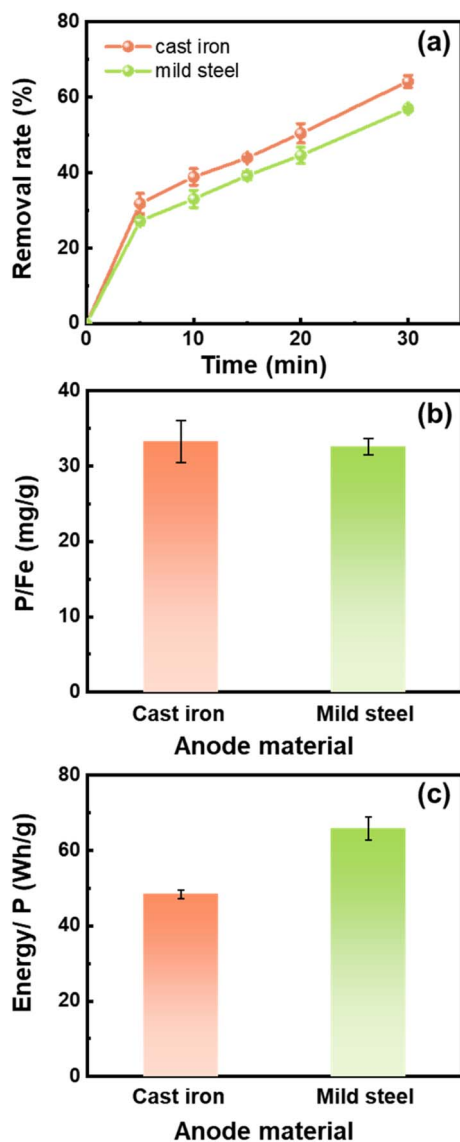 (a)
cast iron
mild steel
Removal rate (%)
80
60
40
20
0
0 10 20 30
Time (min)
(b)
P/Fe (mg/g)
40
30
20
10
0
Cast iron Mild steel
Anode material
(c)
Energy/ P (Wh/g)
80
60
40
20
0
Cast iron Mild steel
Anode material